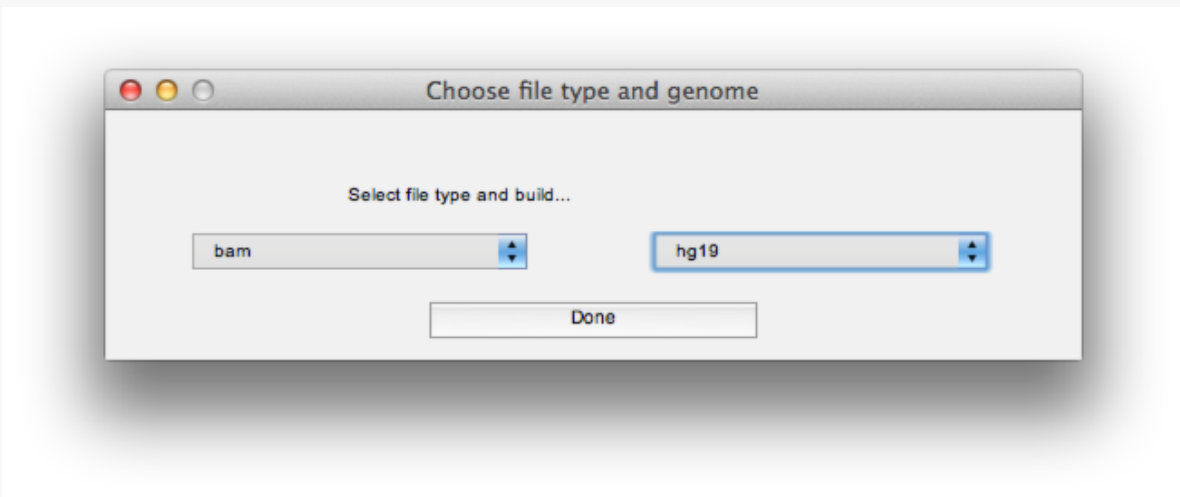 Choose file type and genome
Select file type and build...
bam hg19
Done